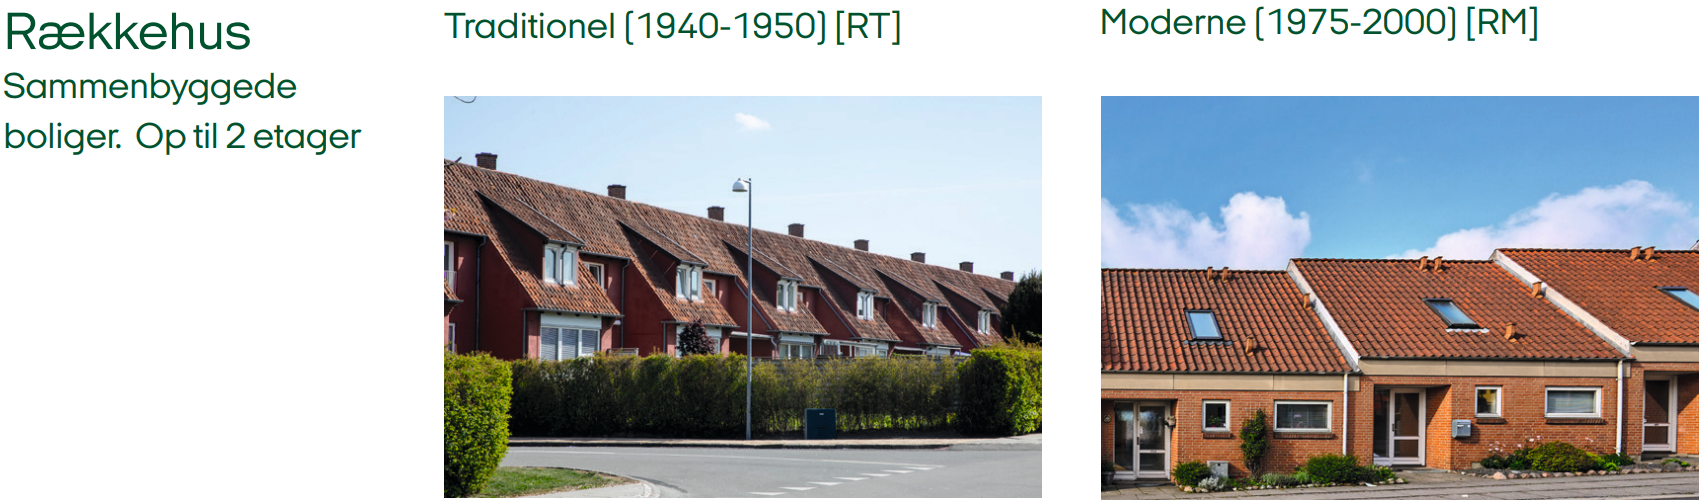 Rækkehus
Sammenbyggede
boliger. Op til 2 etager
Traditionel (1940-1950) [RT]
Moderne (1975-2000) [RM]